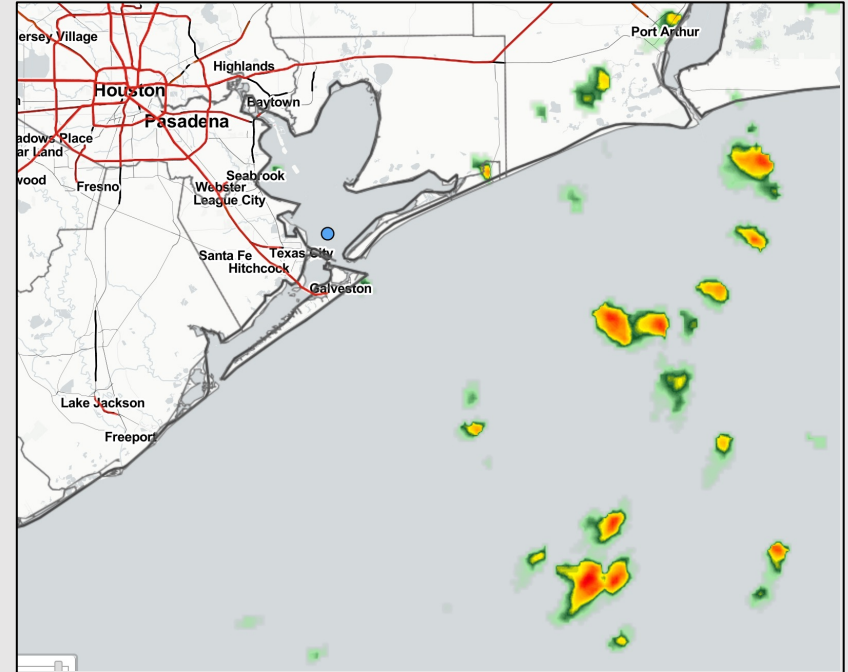 Port Arthur
ersey Village
Highlands
Houston
Baytown
Pasadena
adows Place
ar Land
Seabrook
wood
Fresno
Webster
League City
Santa Fe
Texas City
Hitchcock
Galveston
Lake Jackson
Freeport